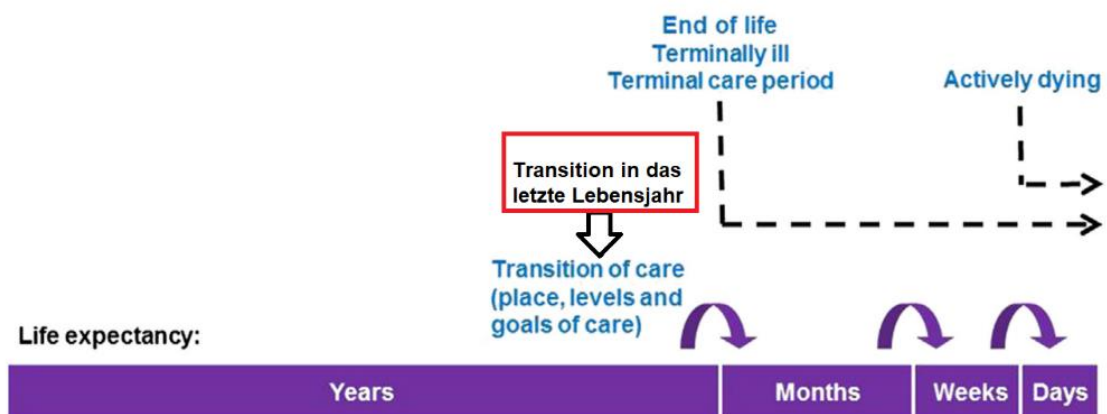 End of life
Terminally ill
Terminal care period
Actively dying
Transition in das
letzte Lebensjahr
Transition of care
(place, levels and
goals of care)
Life expectancy:
Years
Months
Weeks
Days